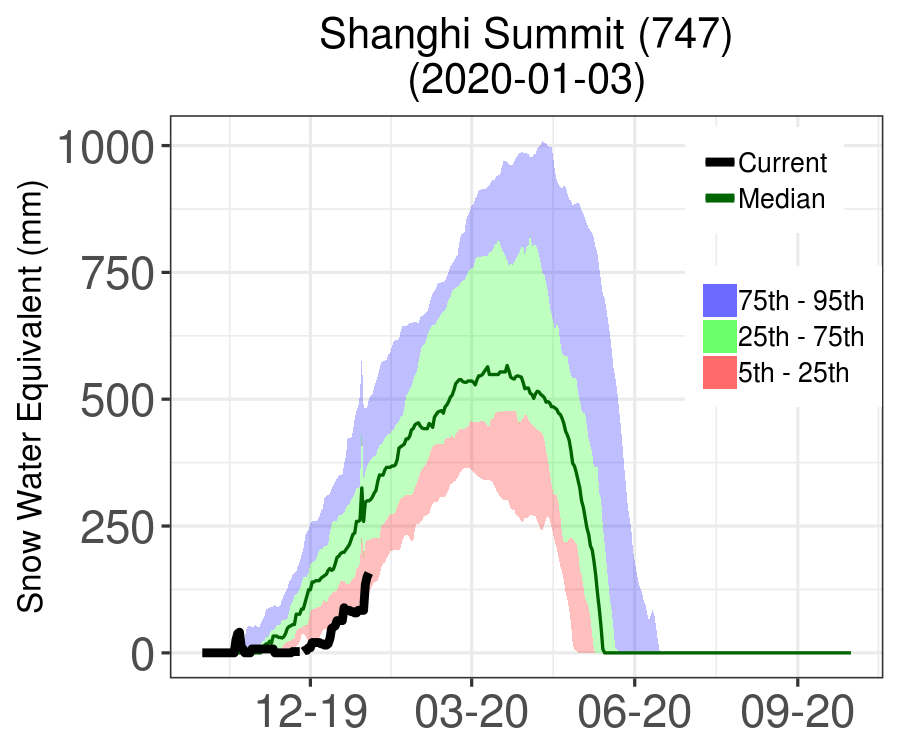 Shanghi Summit (747)
(2020-01-03)
Snow Water Equivalent (mm)
1000
750
500
250
0
12-19
03-20
06-20
09-20
Current
Median
75th - 95th
25th - 75th
5th - 25th